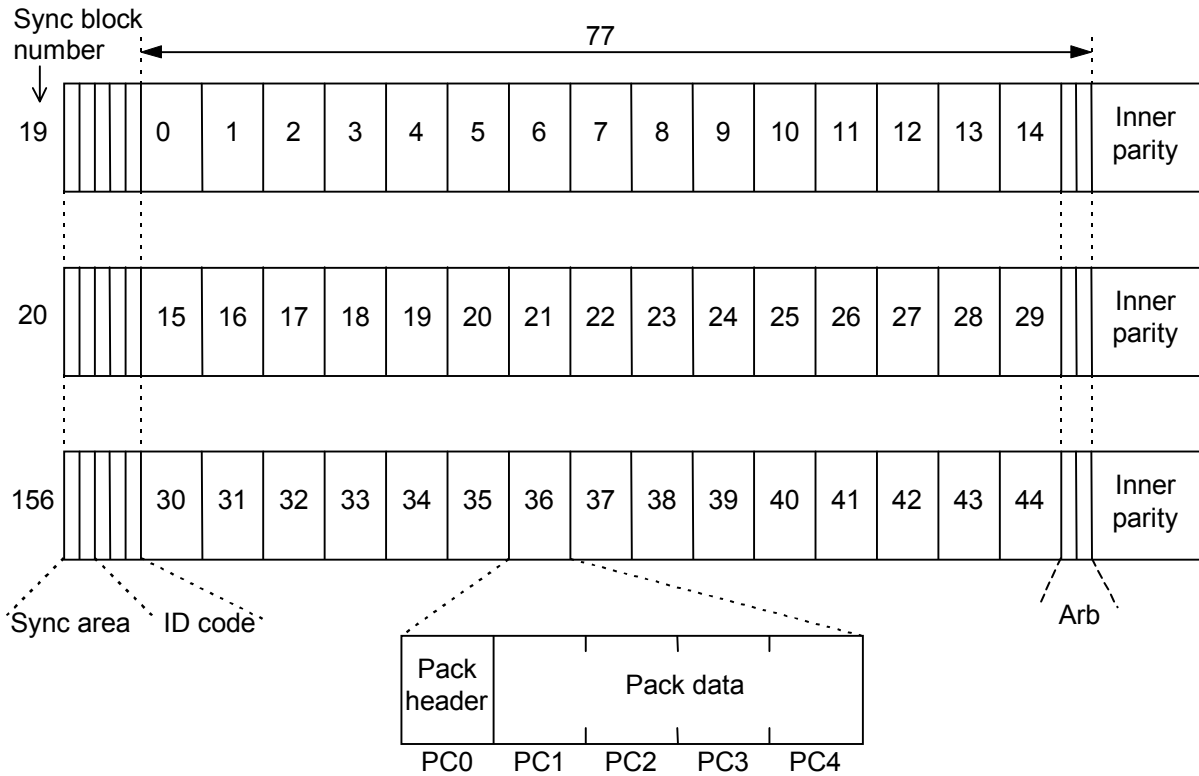 Sync block
number
77
19
0 1 2 3 4 5 6 7 8 9 10 11 12 13 14
Inner
parity
20
15 16 17 18 19 20 21 22 23 24 25 26 27 28 29
Inner
parity
156
30 31 32 33 34 35 36 37 38 39 40 41 42 43 44
Inner
parity
Sync area ID code Arb
Pack
header
Pack data
PC0 PC1 PC2 PC3 PC4